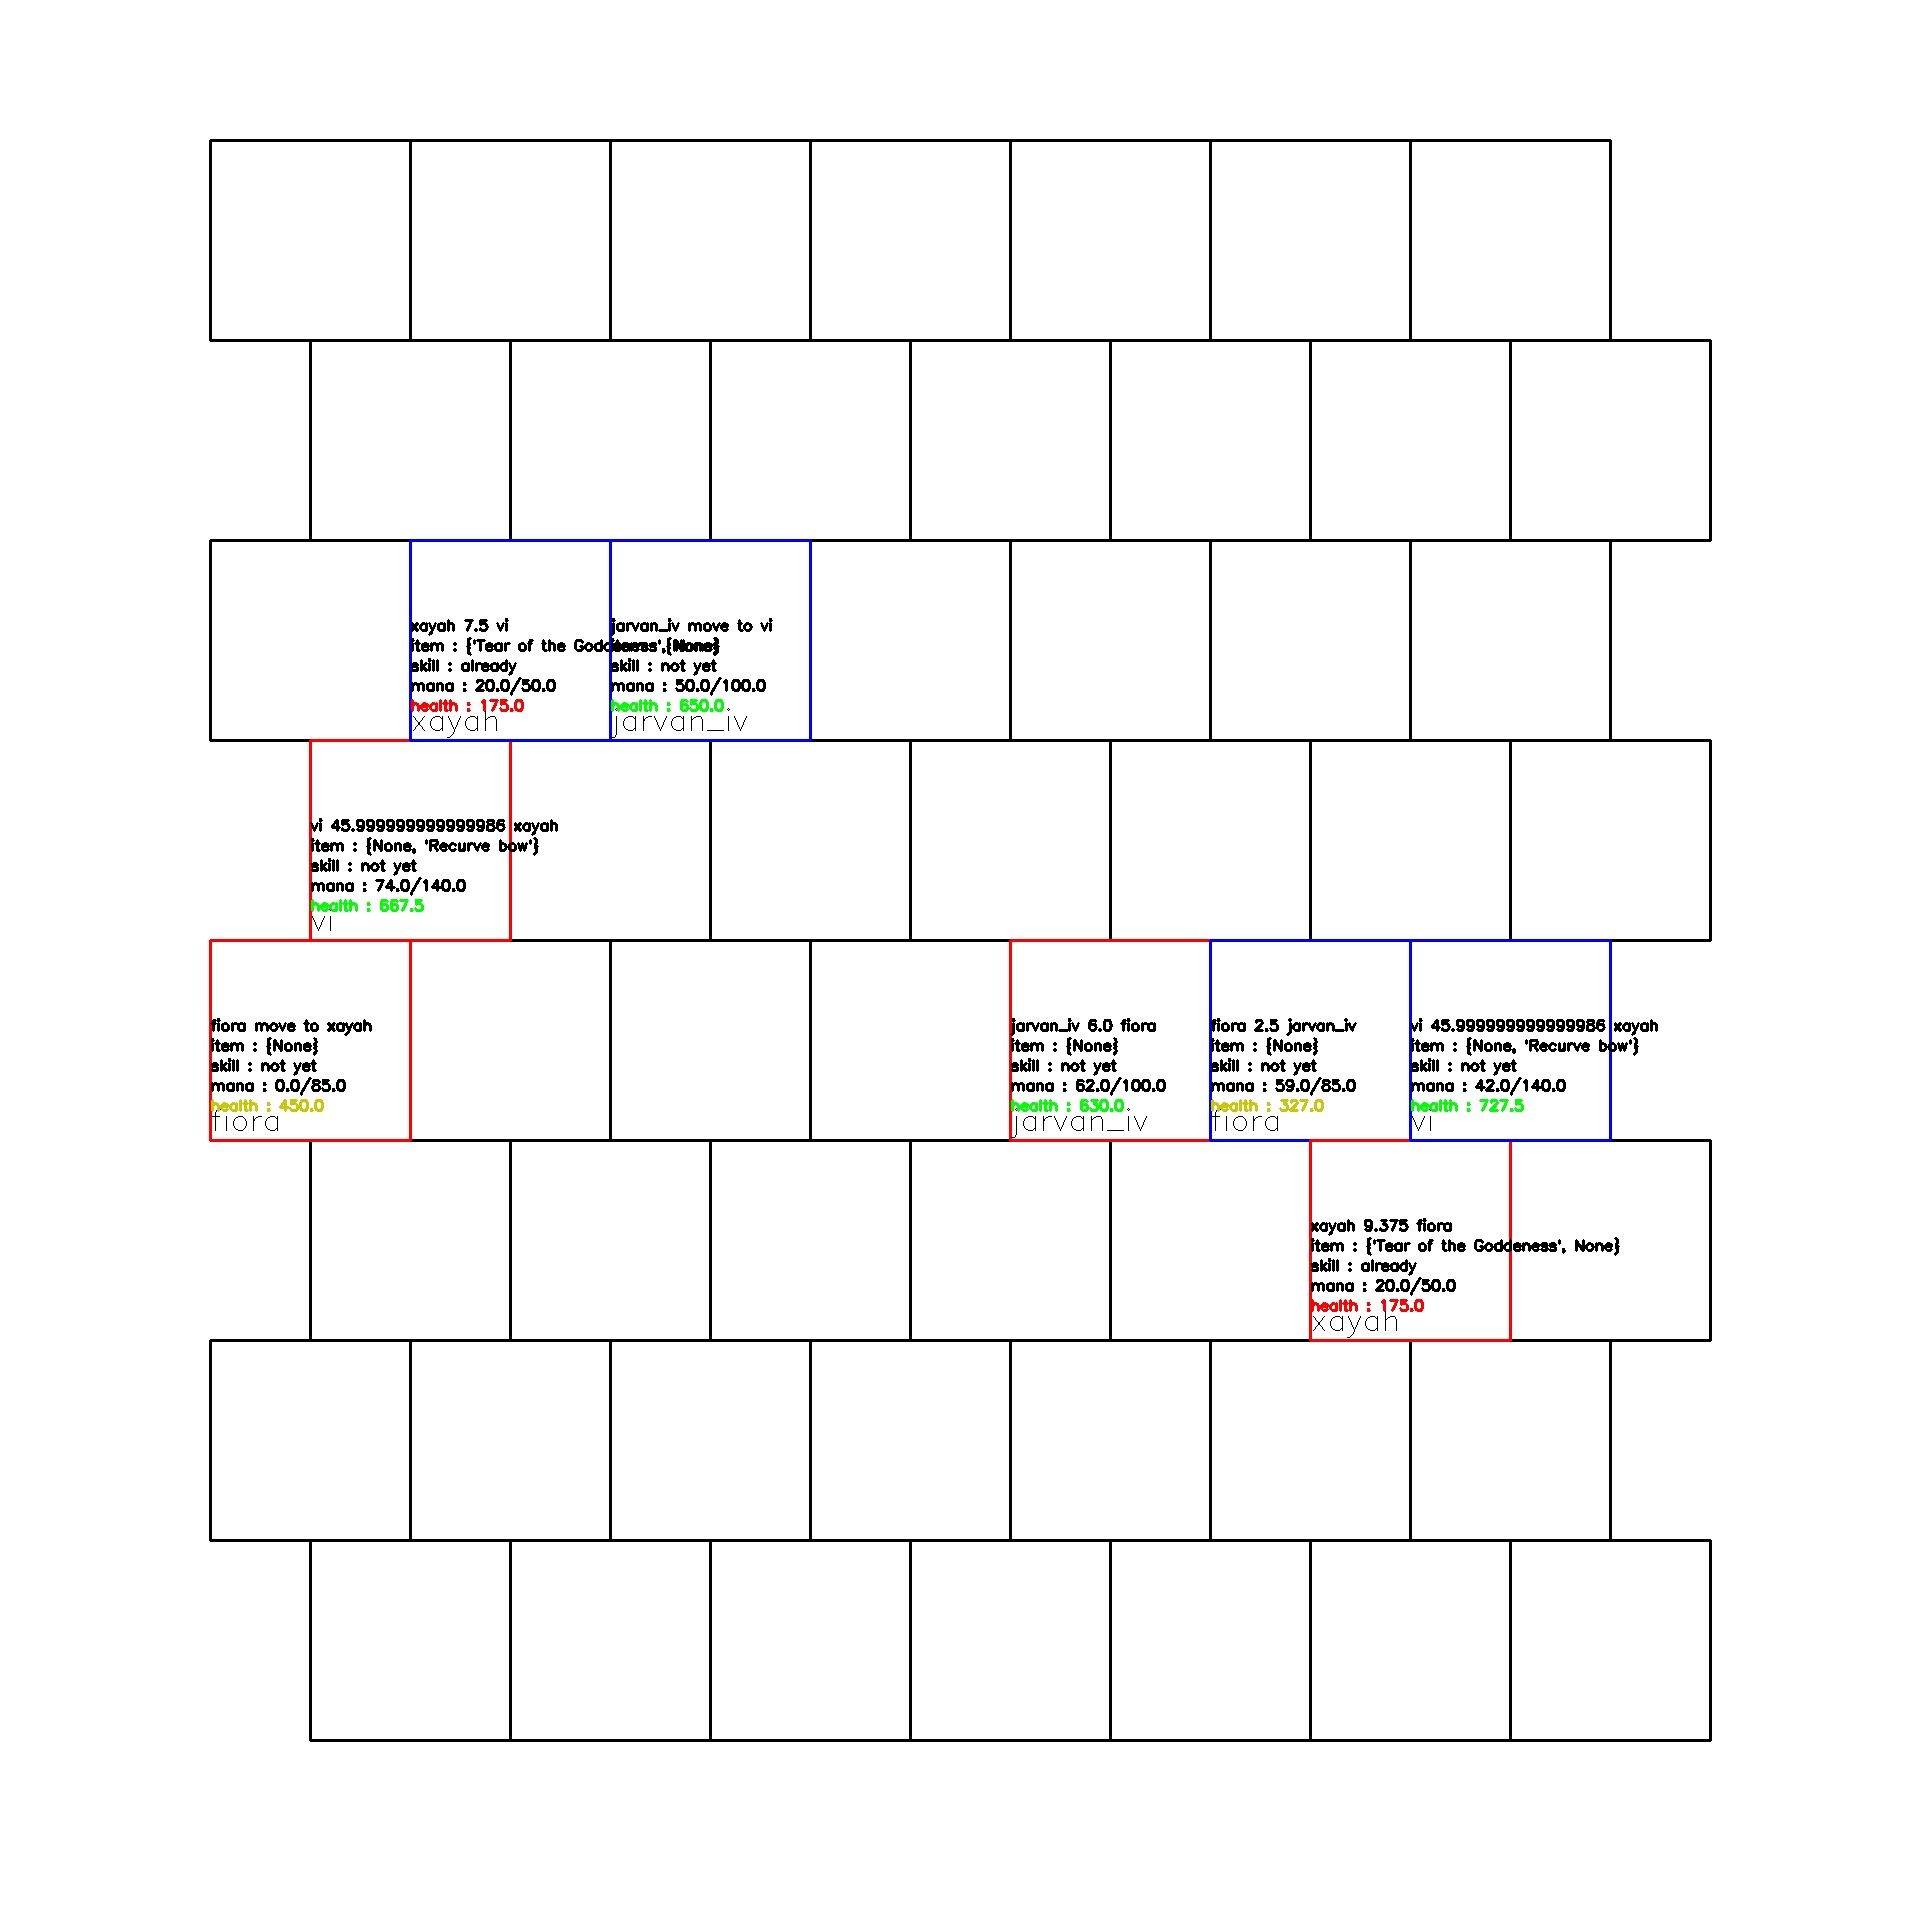 xayah 7.5 vi
item : {'Tear of the Goddeness', None}
skill : already
mana : 20.0/50.0
health : 175.0
xayah
jarvan_iv move to vi
item : {None}
skill : not yet
mana : 50.0/100.0
health : 650.0
jarvan_iv
vi 45.999999999999986 xayah
item : {None, 'Recurve bow'}
skill : not yet
mana : 74.0/140.0
health : 667.5
vi
fiora move to xayah
item : {None}
skill : not yet
mana : 0.0/85.0
health : 450.0
fiora
jarvan_iv 6.0 fiora
item : {None}
skill : not yet
mana : 62.0/100.0
health : 630.0
jarvan_iv
fiora 2.5 jarvan_iv
item : {None}
skill : not yet
mana : 59.0/85.0
health : 327.0
fiora
vi 45.999999999999986 xayah
item : {None, 'Recurve bow'}
skill : not yet
mana : 42.0/140.0
health : 727.5
vi
xayah 9.375 fiora
item : {'Tear of the Goddeness', None}
skill : already
mana : 20.0/50.0
health : 175.0
xayah